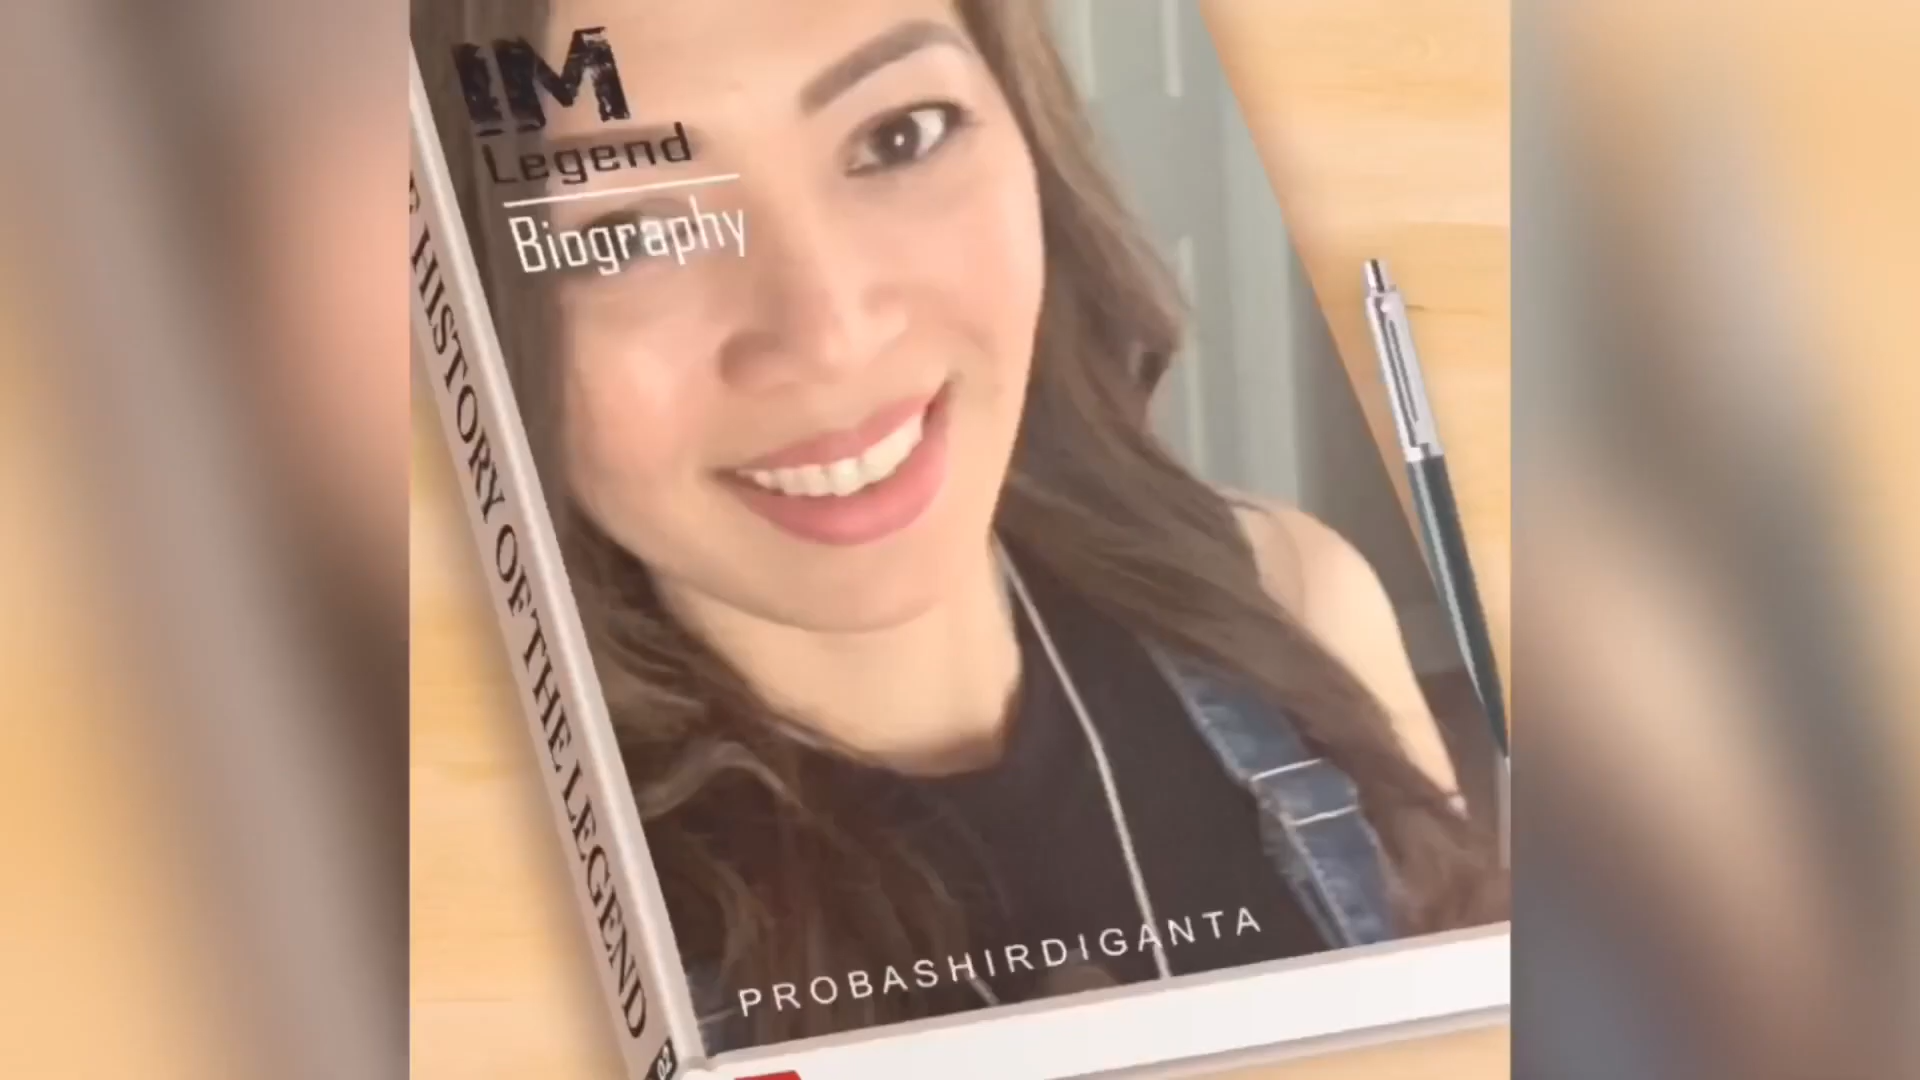 IM
Legend
Biography
HISTORY OF THE LEGEND
PROBASHIRDIGANTA